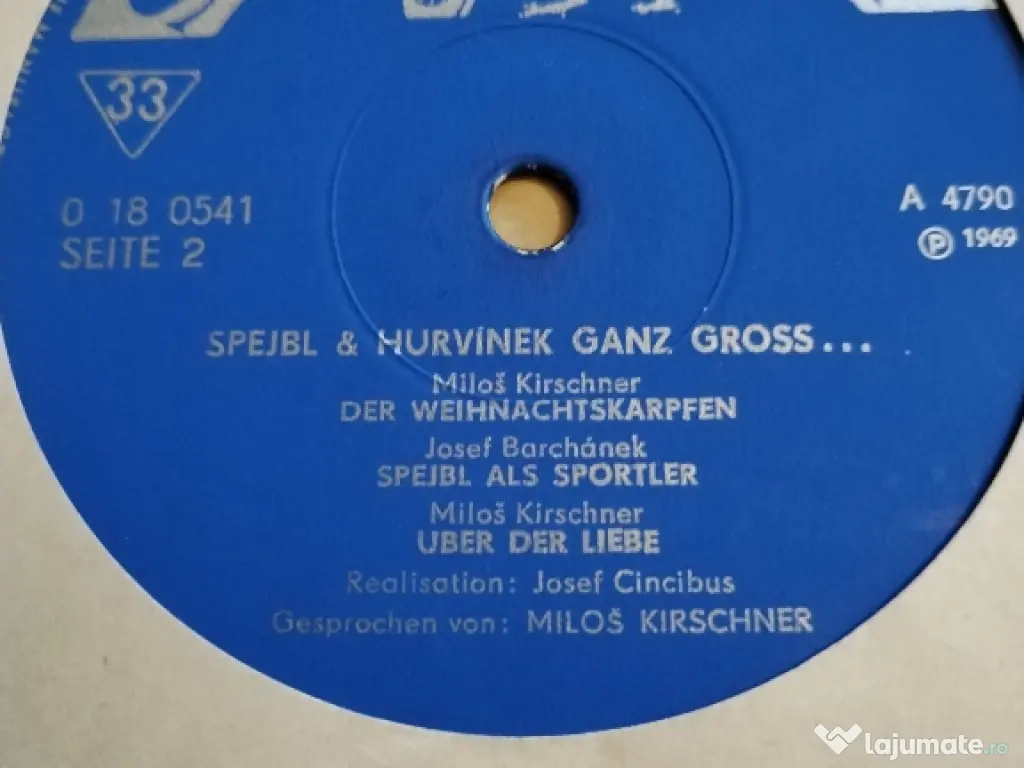 33
0 18 0541
SEITE 2
A 4790
Ⓟ 1969
SPEJBL & HURVÍNEK GANZ GROSS...
Miloš Kirschner
DER WEIHNACHTSKARPFEN
Josef Barchánek
SPEJBL ALS SPORTLER
Miloš Kirschner
UBER DER LIEBE
Realisation: Josef Cincibus
Gesprochen von: MILOŠ KIRSCHNER
lajumate.ro